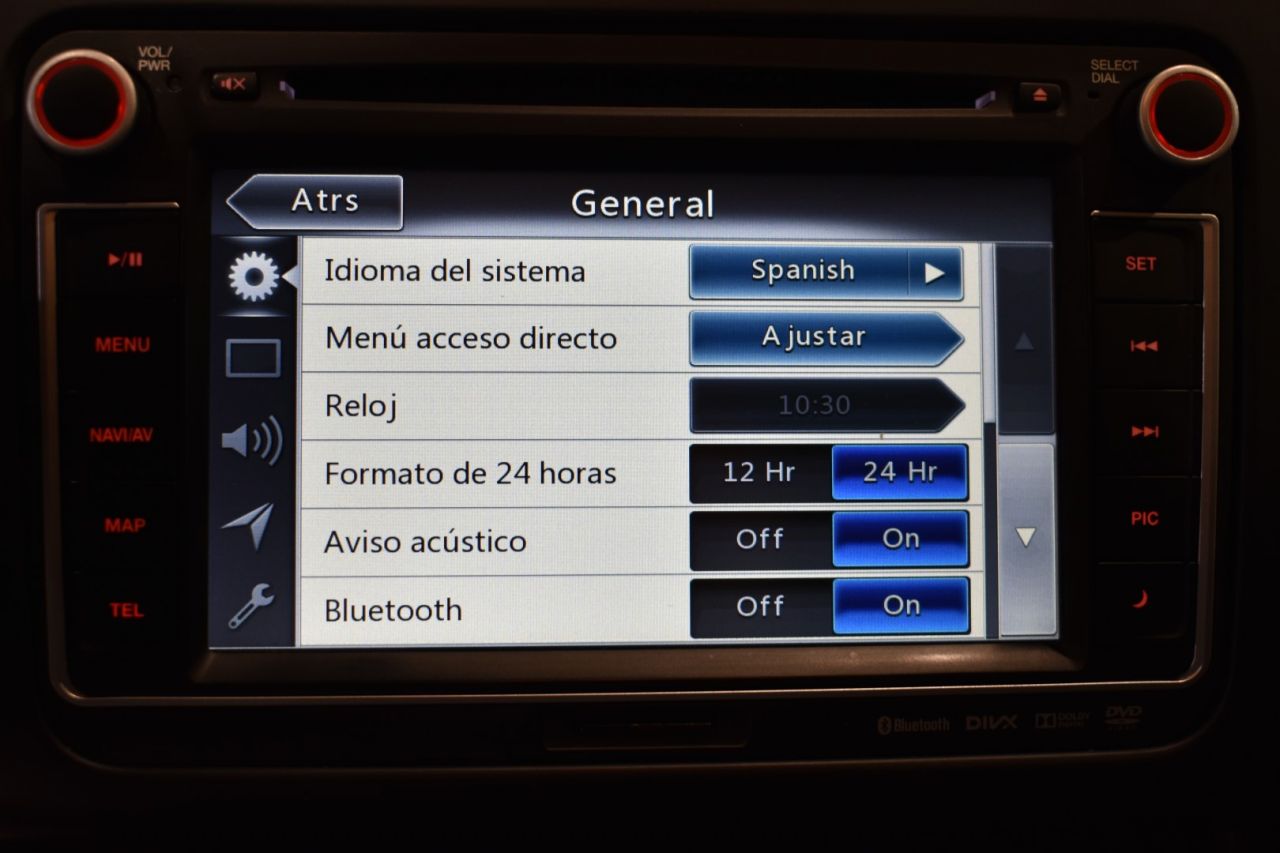 VOL/
PWR
SELECT
DIAL
Atrs
General
Idioma del sistema
Spanish
Menú acceso directo
Ajustar
Reloj
10:30
Formato de 24 horas
12 Hr
24 Hr
Aviso acústico
Off
On
Bluetooth
Off
On
MENU
NAVI/AV
MAP
TEL
SET
PIC
Bluetooth
DIVX
DOLBY
DVD